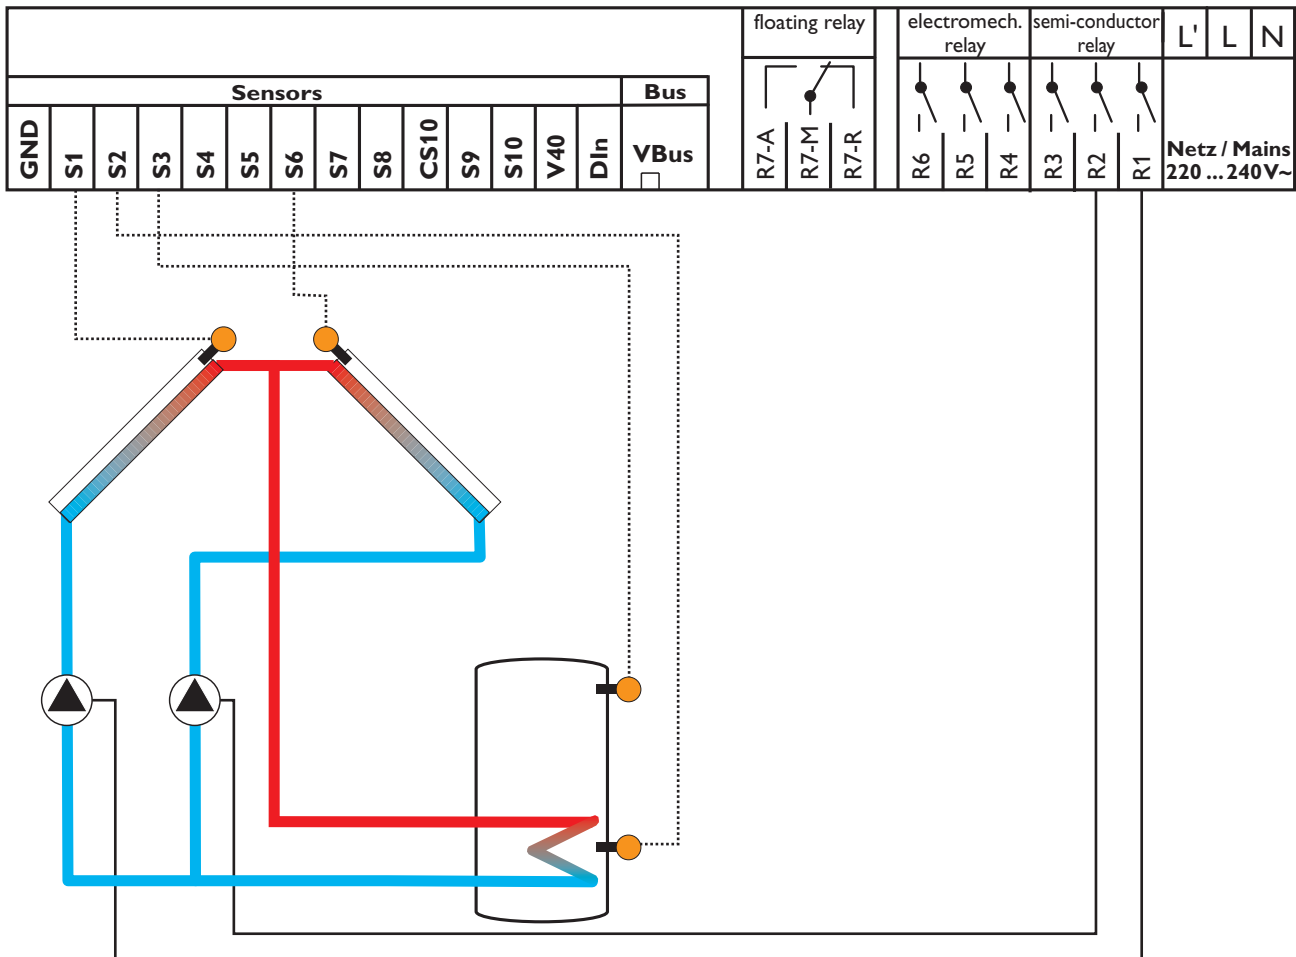 floating relay
electromech.
relay
semi-conductor
relay
L'
L
N
Sensors
Bus
GND
S1
S2
S3
S4
S5
S6
S7
S8
CS10
S9
S10
V40
DIn
VBus
R7-A
R7-M
R7-R
R6
R5
R4
R3
R2
R1
Netz / Mains
220 ... 240 V~